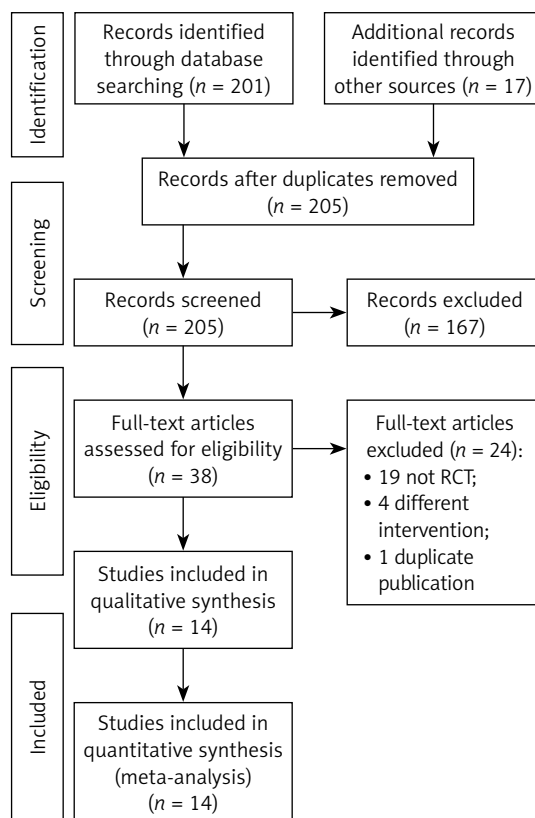 Identification
Records identified
through database
searching (n = 201)
Additional records
identified through
other sources (n = 17)
Records after duplicates removed
(n = 205)
Screening
Records screened
(n = 205)
Records excluded
(n = 167)
Eligibility
Full-text articles
assessed for eligibility
(n = 38)
Full-text articles
excluded (n = 24):
• 19 not RCT;
• 4 different
intervention;
• 1 duplicate
publication
Studies included in
qualitative synthesis
(n = 14)
Included
Studies included in
quantitative synthesis
(meta-analysis)
(n = 14)